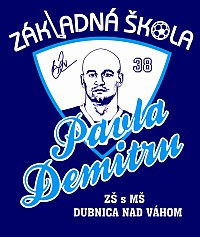 ZÁKLADNÁ ŠKOLA
38
Pavla
Demitru
ZŠ s MŠ
DUBNICA NAD VÁHOM